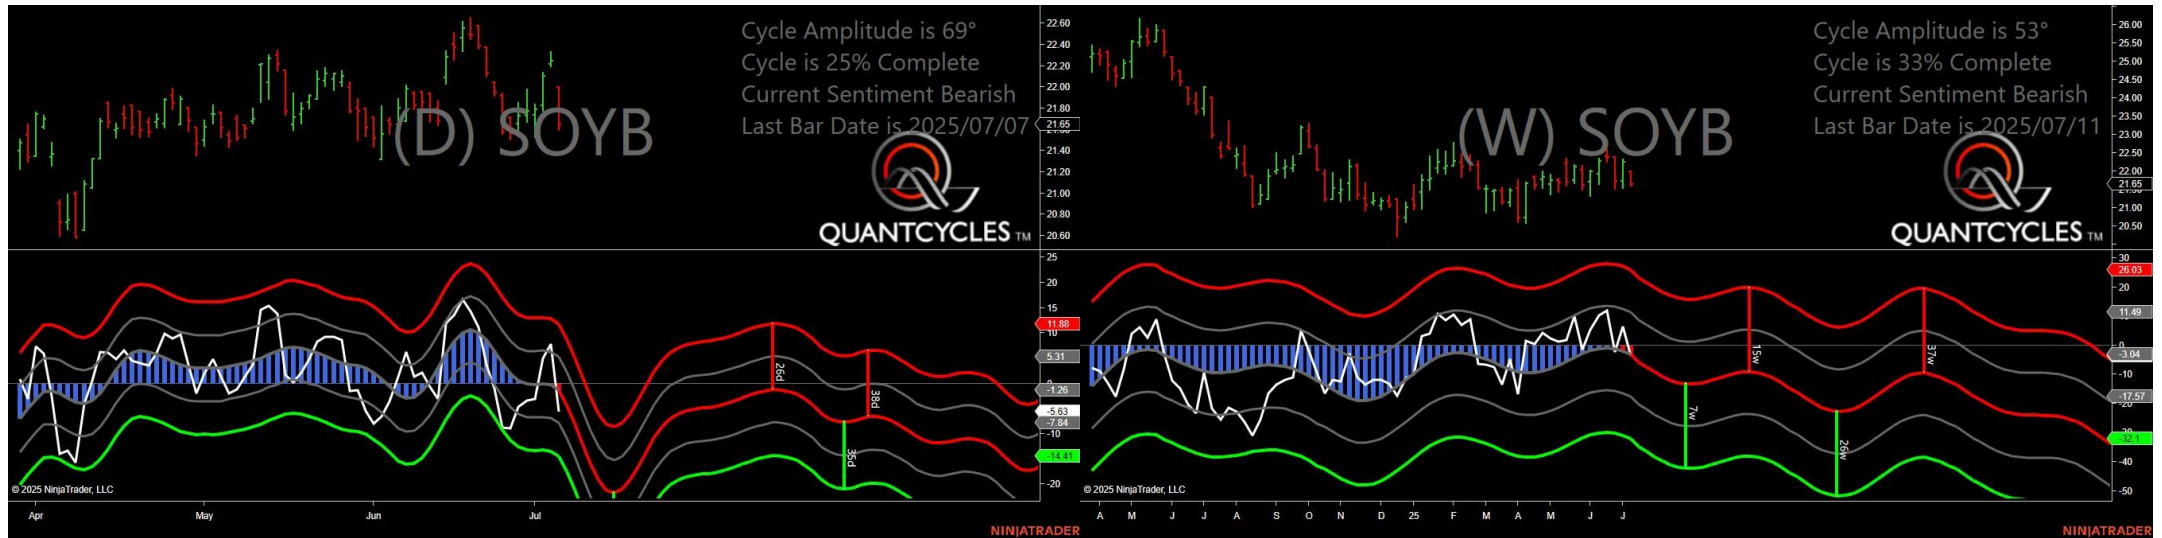 Cycle Amplitude is 69°
Cycle is 25% Complete
Current Sentiment Bearish
Last Bar Date is 2025/07/07
(D) SOYB
QUANTCYCLES TM
22.60
22.40
22.20
22.00
21.80
21.65
21.40
21.20
21.00
20.80
20.60
25
20
15
11.88
10
5.31
0
-1.26
-5.63
-7.84
-10
-14.41
-20
26d
38d
35d
© 2025 NinjaTrader, LLC
Apr May Jun Jul
NINJATRADER
Cycle Amplitude is 53°
Cycle is 33% Complete
Current Sentiment Bearish
Last Bar Date is 2025/07/11
(W) SOYB
QUANTCYCLES TM
26.00
25.50
25.00
24.50
24.00
23.50
23.00
22.50
22.00
21.65
21.00
20.50
30
26.03
20
11.49
0
-3.04
-10
-17.57
-32.1
-40
-50
15w
37w
7w
26w
© 2025 NinjaTrader, LLC
A M J J A S O N D 25 F M A M J J
NINJATRADER